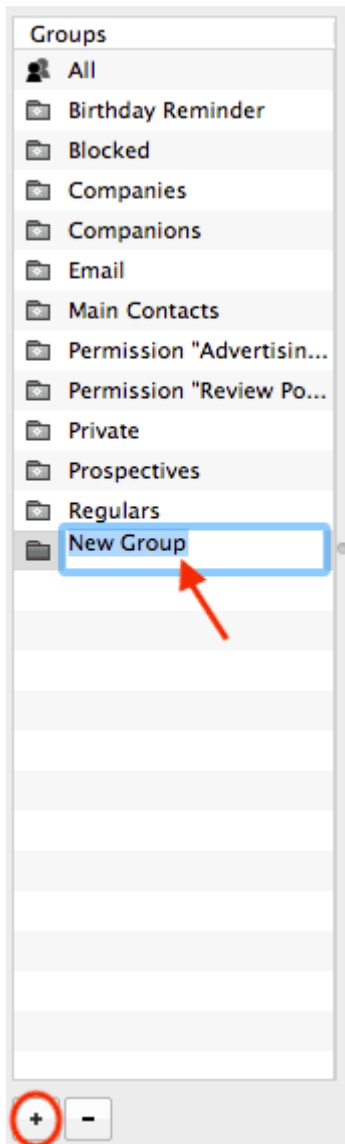 Groups
All
Birthday Reminder
Blocked
Companies
Companions
Email
Main Contacts
Permission "Advertisin...
Permission "Review Po...
Private
Prospectives
Regulars
New Group
+ -